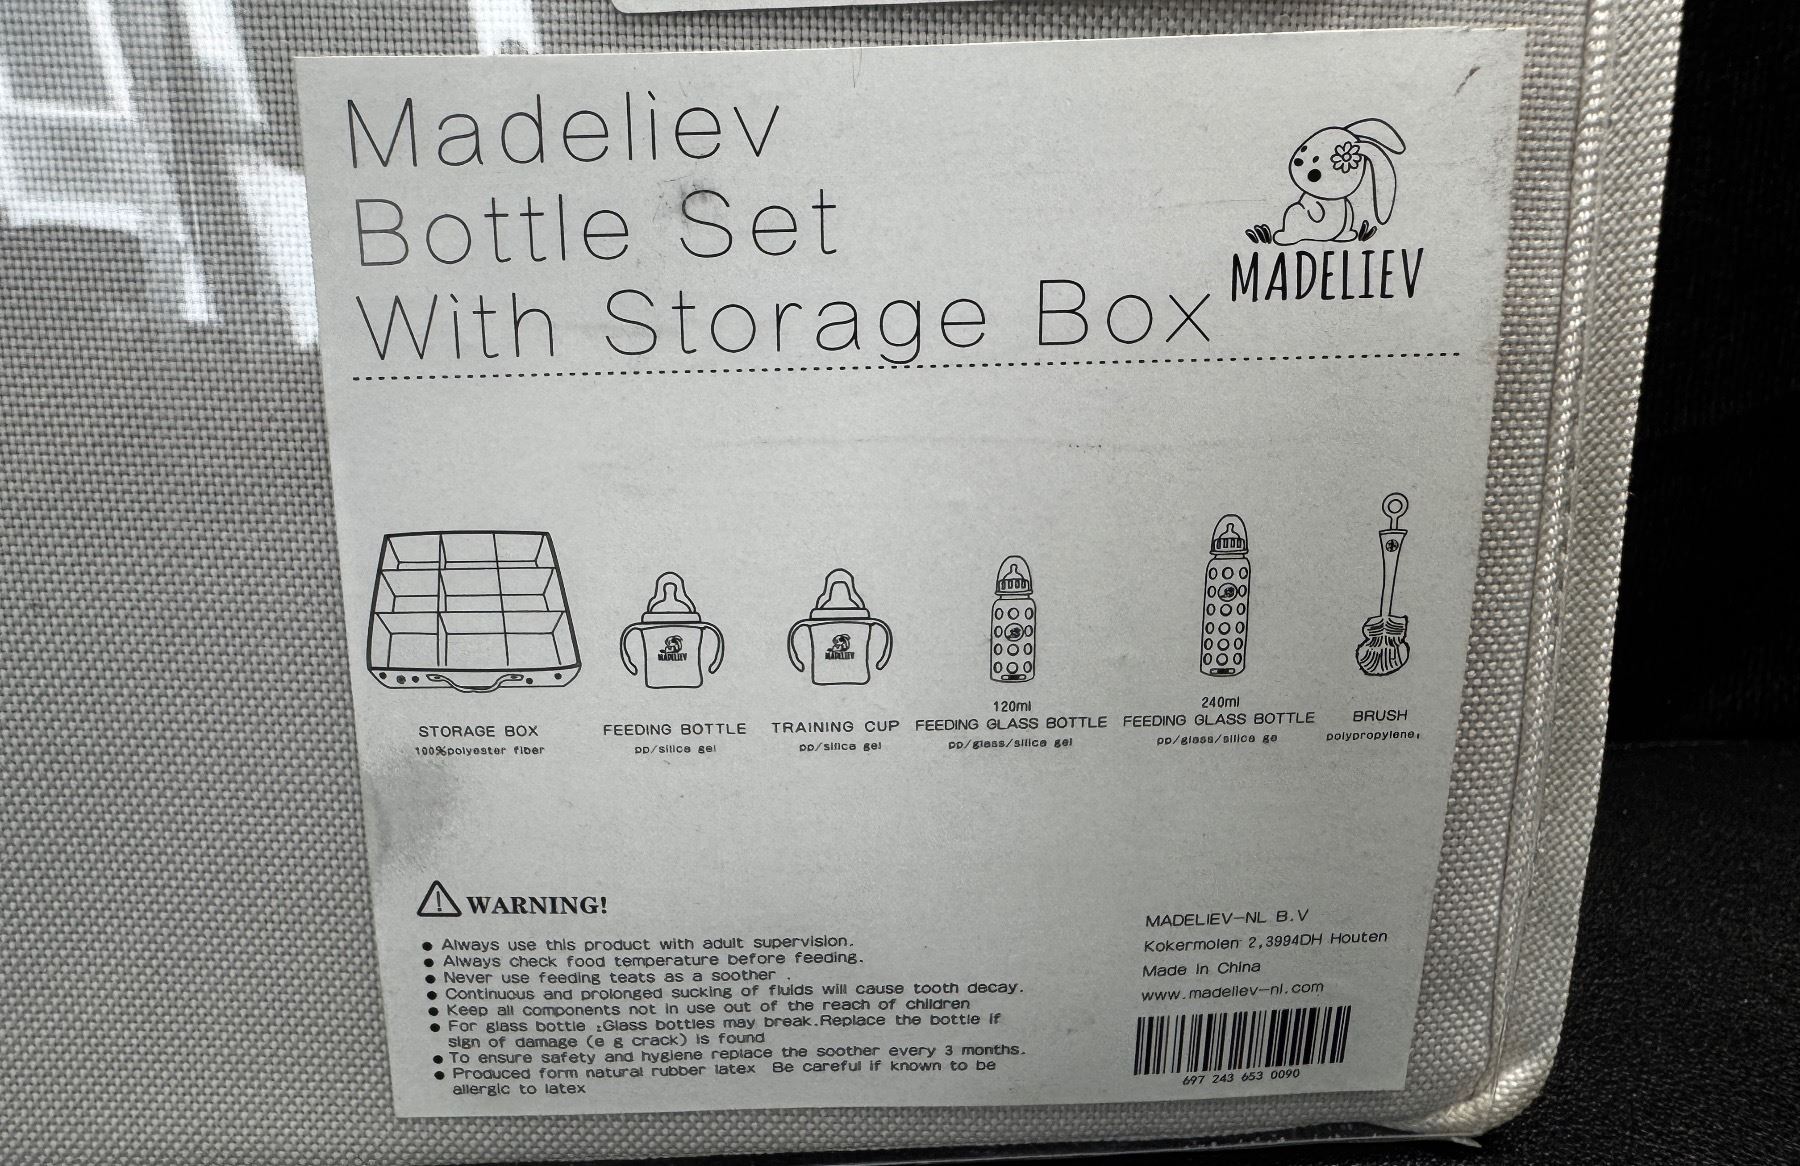 Madeliev
Bottle Set
With Storage Box
MADELIEV
MADELIEV
MADELIEV
STORAGE BOX
100%polyester fiber
FEEDING BOTTLE
pp/silica gel
TRAINING CUP
pp/silica gel
120ml
FEEDING GLASS BOTTLE
pp/glass/silica gel
240ml
FEEDING GLASS BOTTLE
pp/glass/silica ge
BRUSH
polypropylene,
WARNING!
● Always use this product with adult supervision.
● Always check food temperature before feeding.
● Never use feeding teats as a soother .
● Continuous and prolonged sucking of fluids will cause tooth decay.
● Keep all components not in use out of the reach of children
● For glass bottle :Glass bottles may break.Replace the bottle if
sign of damage (e g crack) is found
● To ensure safety and hygiene replace the soother every 3 months.
● Produced form natural rubber latex Be careful if known to be
allergic to latex
MADELIEV-NL B.V
Kokermolen 2,3994DH Houten
Made in China
www.madeliev-nl.com
697 243 653 0090